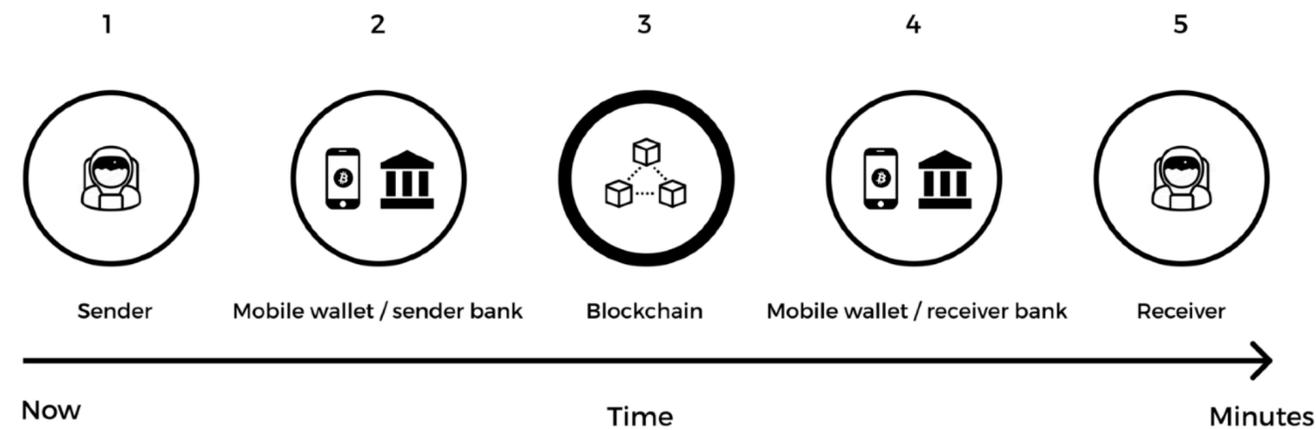 1 2 3 4 5
Sender Mobile wallet / sender bank Blockchain Mobile wallet / receiver bank Receiver
Now Time Minutes